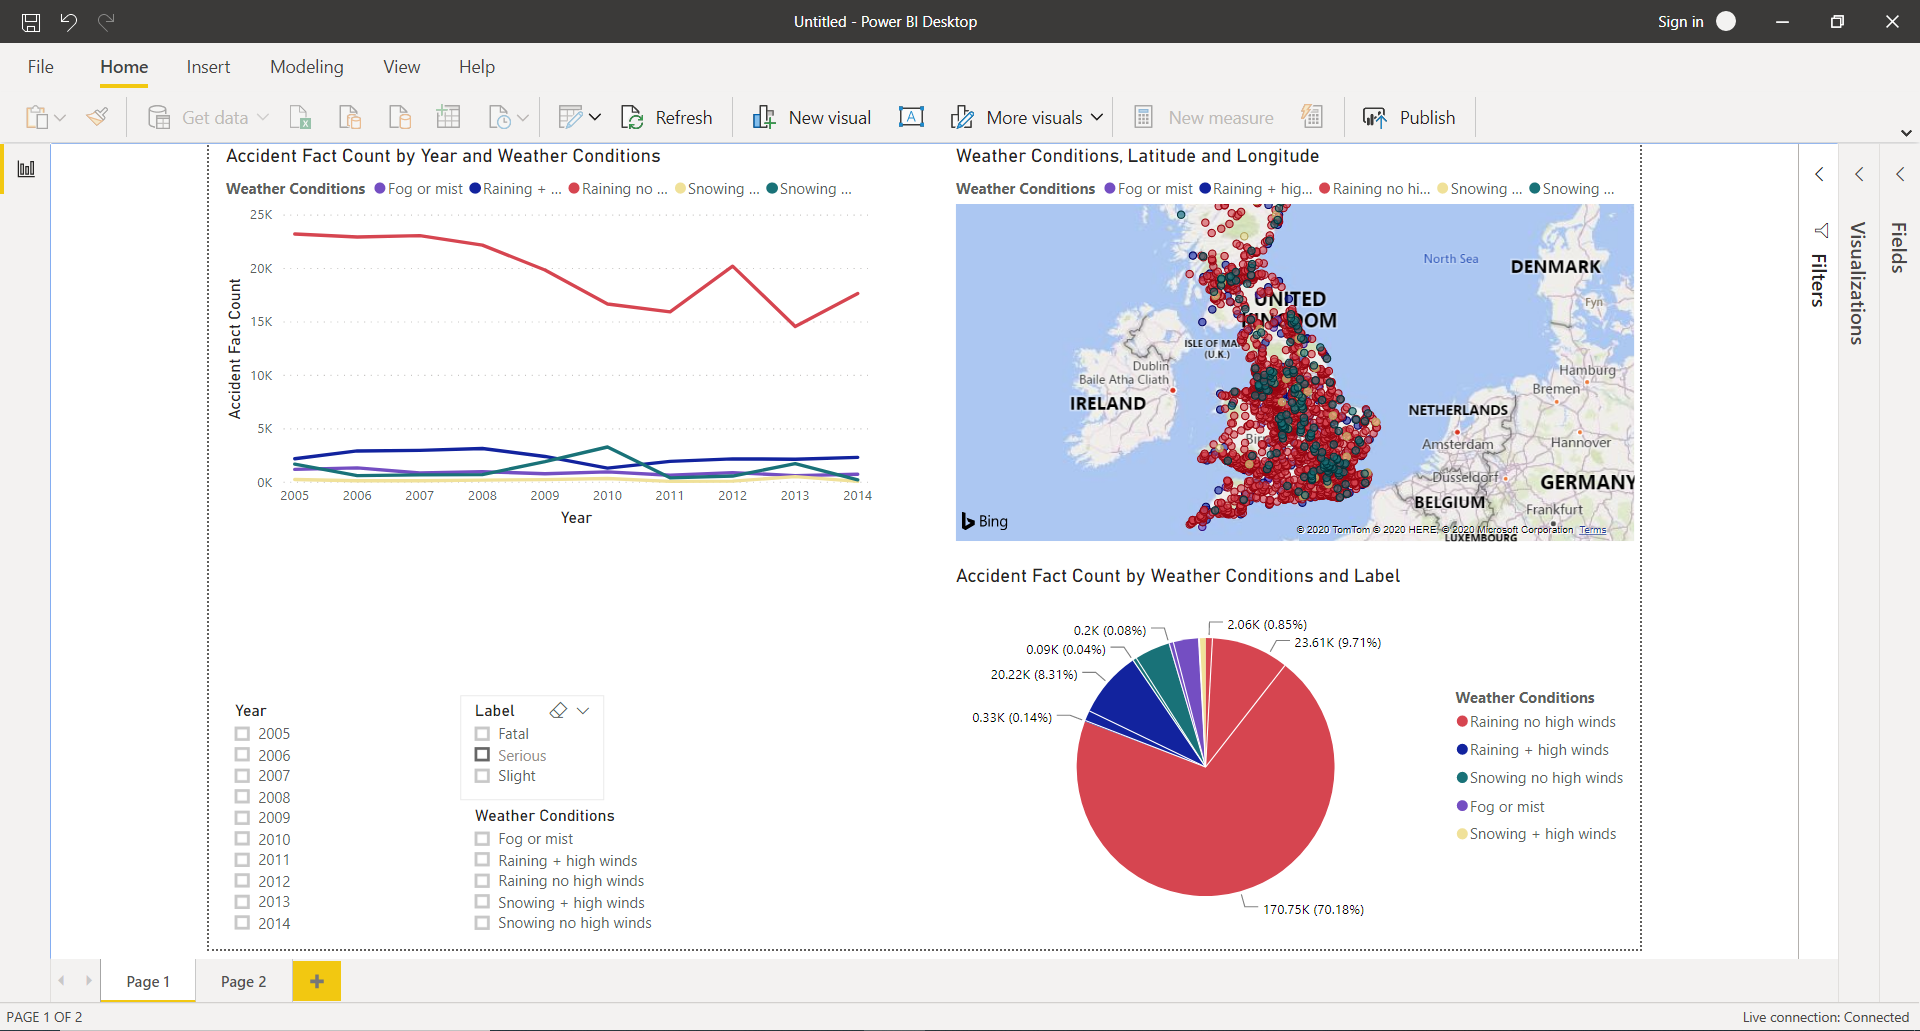 Untitled - Power BI Desktop
Sign in
File Home Insert Modeling View Help
Get data
Refresh
New visual
More visuals
New measure
Publish
Accident Fact Count by Year and Weather Conditions
Weather Conditions Fog or mist Raining + ... Raining no ... Snowing ... Snowing ...
25K
20K
15K
10K
5K
0K
Accident Fact Count
2005 2006 2007 2008 2009 2010 2011 2012 2013 2014
Year
Weather Conditions, Latitude and Longitude
Weather Conditions Fog or mist Raining + hig... Raining no hi... Snowing ... Snowing ...
North Sea
DENMARK
Fyn
UNITED
ISLE OF MA
(U.K.)
Dublin
Baile Atha Cliath
IRELAND
Hamburg
Bremen
NETHERLANDS
Amsterdam
Hannover
Dusseldorf
GERMANY
BELGIUM
Frankfurt
Bing
© 2020 TomTom © 2020 HERE, © 2020 Microsoft Corporation Terms
LUXEMBOURG
Accident Fact Count by Weather Conditions and Label
2.06K (0.85%)
0.2K (0.08%)
23.61K (9.71%)
0.09K (0.04%)
20.22K (8.31%)
0.33K (0.14%)
170.75K (70.18%)
Weather Conditions
Raining no high winds
Raining + high winds
Snowing no high winds
Fog or mist
Snowing + high winds
Year
2005
2006
2007
2008
2009
2010
2011
2012
2013
2014
Label
Fatal
Serious
Slight
Weather Conditions
Fog or mist
Raining + high winds
Raining no high winds
Snowing + high winds
Snowing no high winds
Filters
Visualizations
Fields
Page 1
Page 2
PAGE 1 OF 2
Live connection: Connected